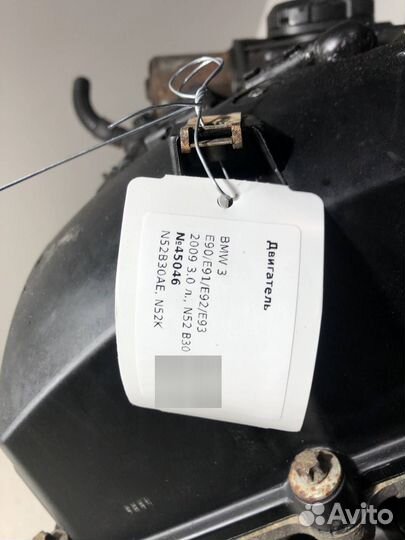 Двигатель
BMW 3
E90/E91/E92/E93
2009 3.0 л., N52 B30
№45046
N52B30AE, N52K
Avito